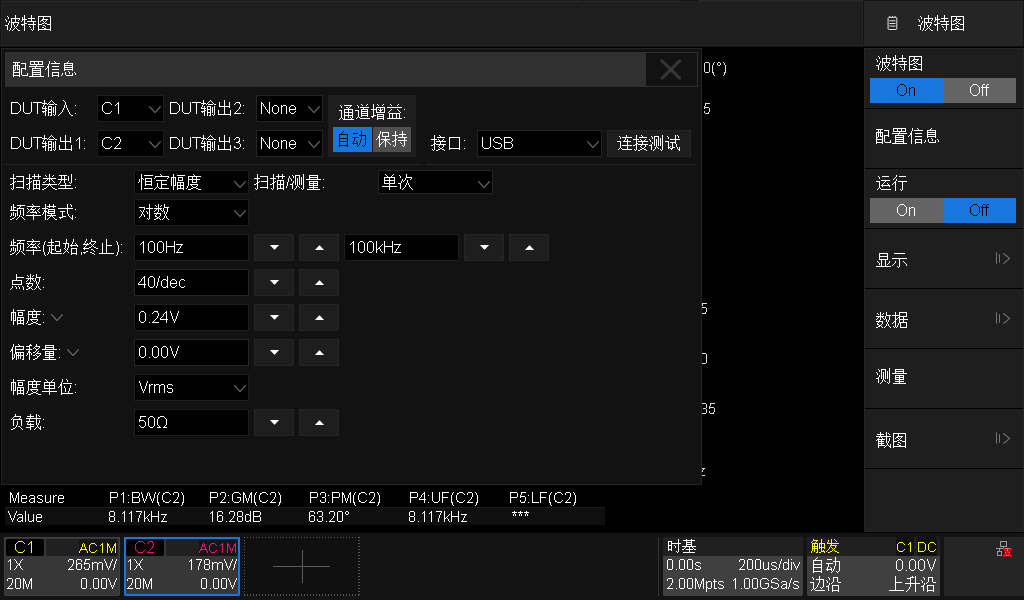 波特图
波特图
配置信息
0(°)
波特图
On Off
DUT输入: C1 DUT输出2: None 通道增益:
5
DUT输出1: C2 DUT输出3: None 自动 保持 接口: USB 连接测试
配置信息
扫描类型: 恒定幅度 扫描/测量: 单次
运行
On Off
频率模式: 对数
频率(起始,终止): 100Hz 100kHz
显示
点数: 40/dec
幅度: 0.24V
5
数据
偏移量: 0.00V
0
幅度单位: Vrms
测量
负载: 50Ω
35
截图
z
Measure P1:BW(C2) P2:GM(C2) P3:PM(C2) P4:UF(C2) P5:LF(C2)
Value 8.117kHz 16.28dB 63.20° 8.117kHz ***
C1 AC1M
1X 265mV/
20M 0.00V
C2 AC1M
1X 178mV/
20M 0.00V
时基
0.00s 200us/div
2.00Mpts 1.00GSa/s
触发 C1 DC
自动 0.00V
边沿 上升沿